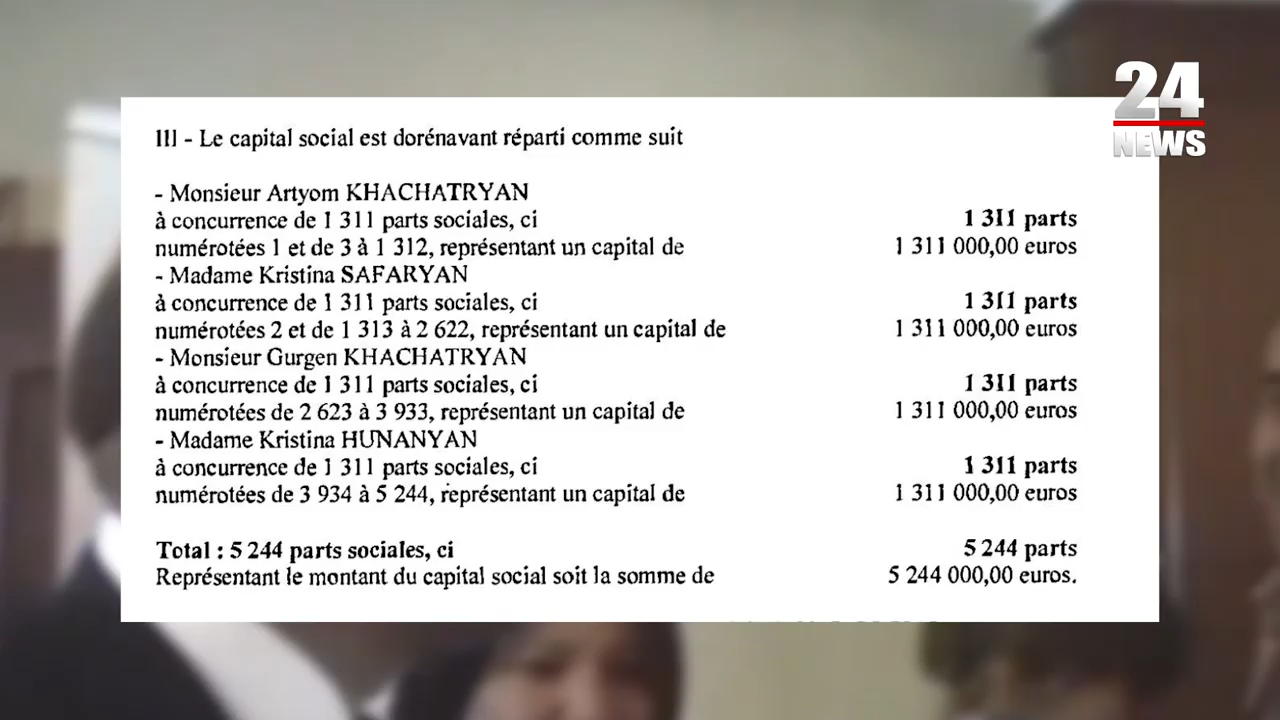 24
NEWS
III - Le capital social est dorénavant réparti comme suit
- Monsieur Artyom KHACHATRYAN
à concurrence de 1 311 parts sociales, ci 1 311 parts
numérotées 1 et de 3 à 1 312, représentant un capital de 1 311 000,00 euros
- Madame Kristina SAFARYAN
à concurrence de 1 311 parts sociales, ci 1 311 parts
numérotées 2 et de 1 313 à 2 622, représentant un capital de 1 311 000,00 euros
- Monsieur Gurgen KHACHATRYAN
à concurrence de 1 311 parts sociales, ci 1 311 parts
numérotées de 2 623 à 3 933, représentant un capital de 1 311 000,00 euros
- Madame Kristina HUNANYAN
à concurrence de 1 311 parts sociales, ci 1 311 parts
numérotées de 3 934 à 5 244, représentant un capital de 1 311 000,00 euros
Total : 5 244 parts sociales, ci 5 244 parts
Représentant le montant du capital social soit la somme de 5 244 000,00 euros.